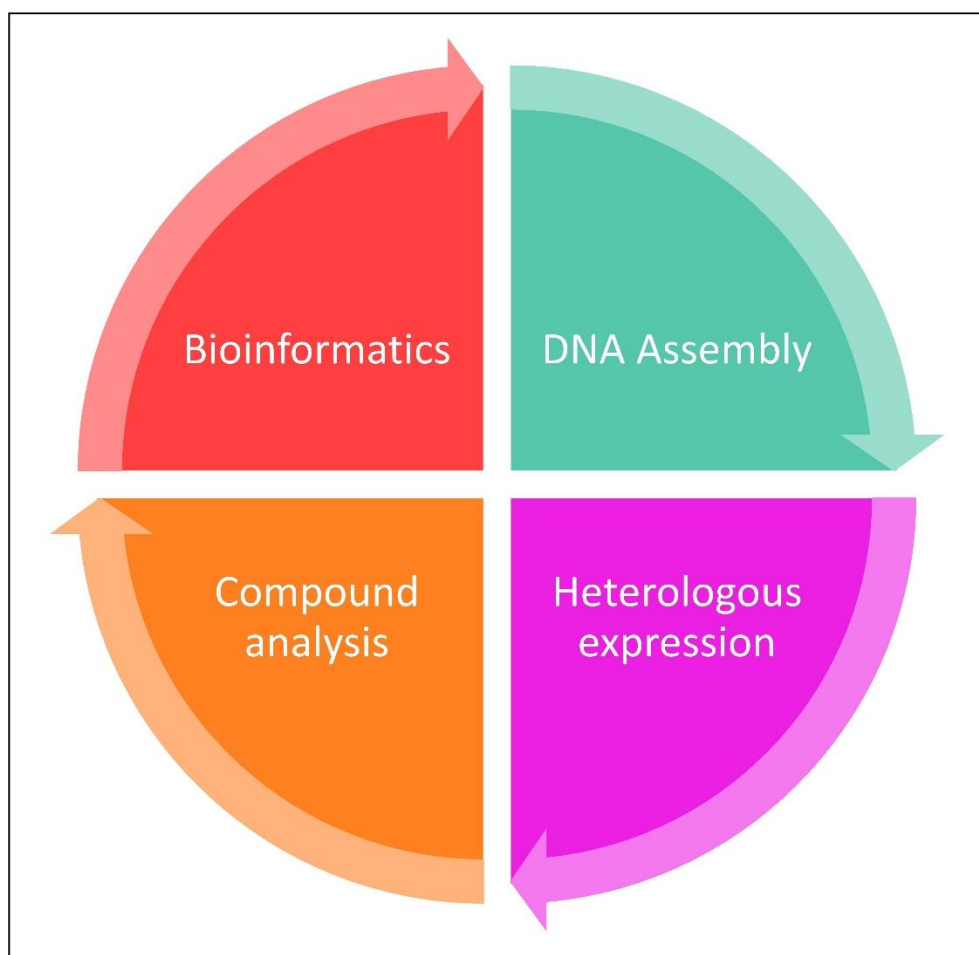 Bioinformatics
DNA Assembly
Compound
analysis
Heterologous
expression